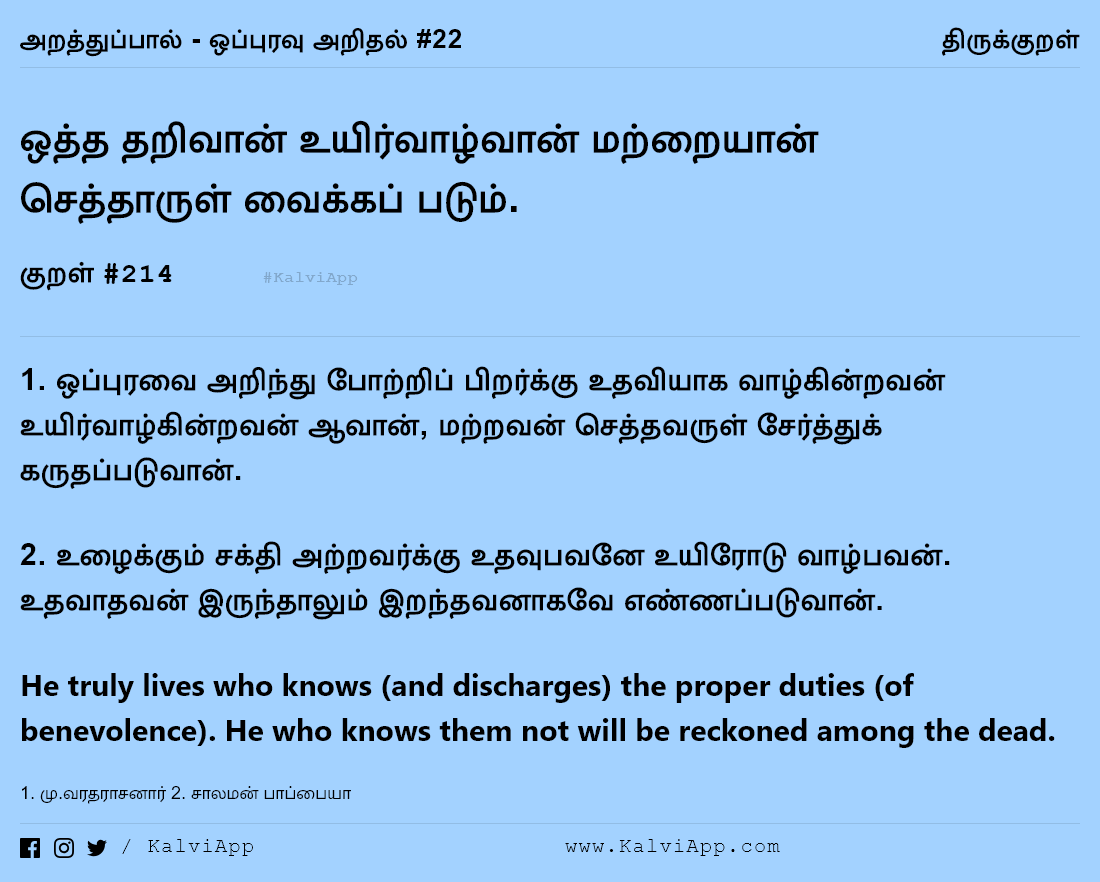 அறத்துப்பால் - ஒப்புரவு அறிதல் #22
திருக்குறள்
ஒத்த தறிவான் உயிர்வாழ்வான் மற்றையான்
செத்தாருள் வைக்கப் படும்.
குறள் #214
#KalviApp
1. ஒப்புரவை அறிந்து போற்றிப் பிறர்க்கு உதவியாக வாழ்கின்றவன்
உயிர்வாழ்கின்றவன் ஆவான், மற்றவன் செத்தவருள் சேர்த்துக்
கருதப்படுவான்.
2. உழைக்கும் சக்தி அற்றவர்க்கு உதவுபவனே உயிரோடு வாழ்பவன்.
உதவாதவன் இருந்தாலும் இறந்தவனாகவே எண்ணப்படுவான்.
He truly lives who knows (and discharges) the proper duties (of
benevolence). He who knows them not will be reckoned among the dead.
1. மு.வரதராசனார் 2. சாலமன் பாப்பையா
/ KalviApp
www.KalviApp.com